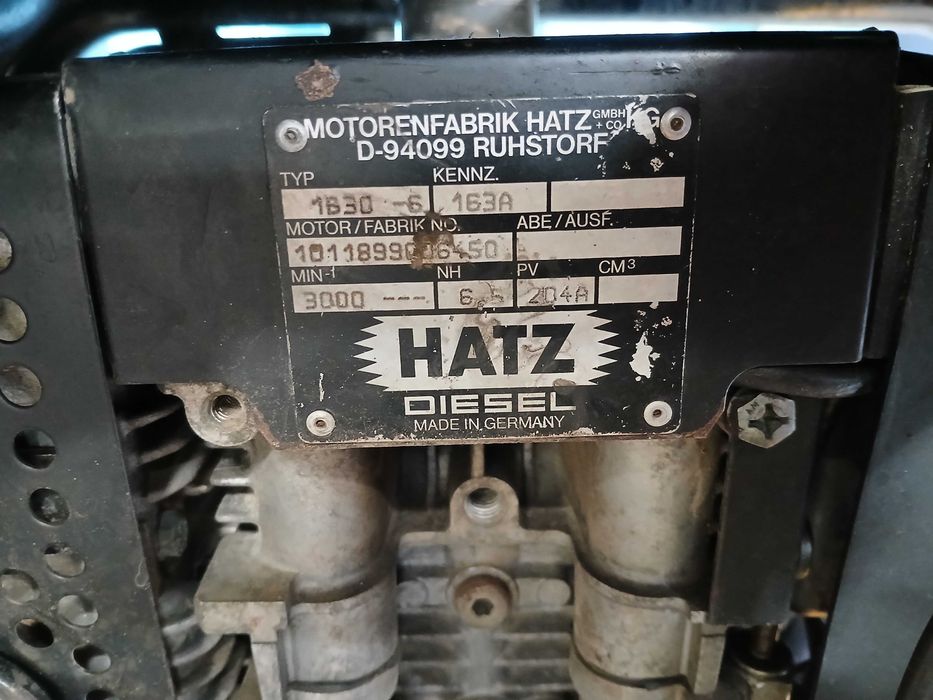 MOTORENFABRIK HATZ GMBH + CO KG
D-94099 RUHSTORF
TYP KENNZ.
1B30 -6 163A
MOTOR/FABRIK NO. ABE/AUSF.
MIN-1 NH PV CM3
3000 --- 6,5 204A
HATZ
DIESEL
MADE IN GERMANY